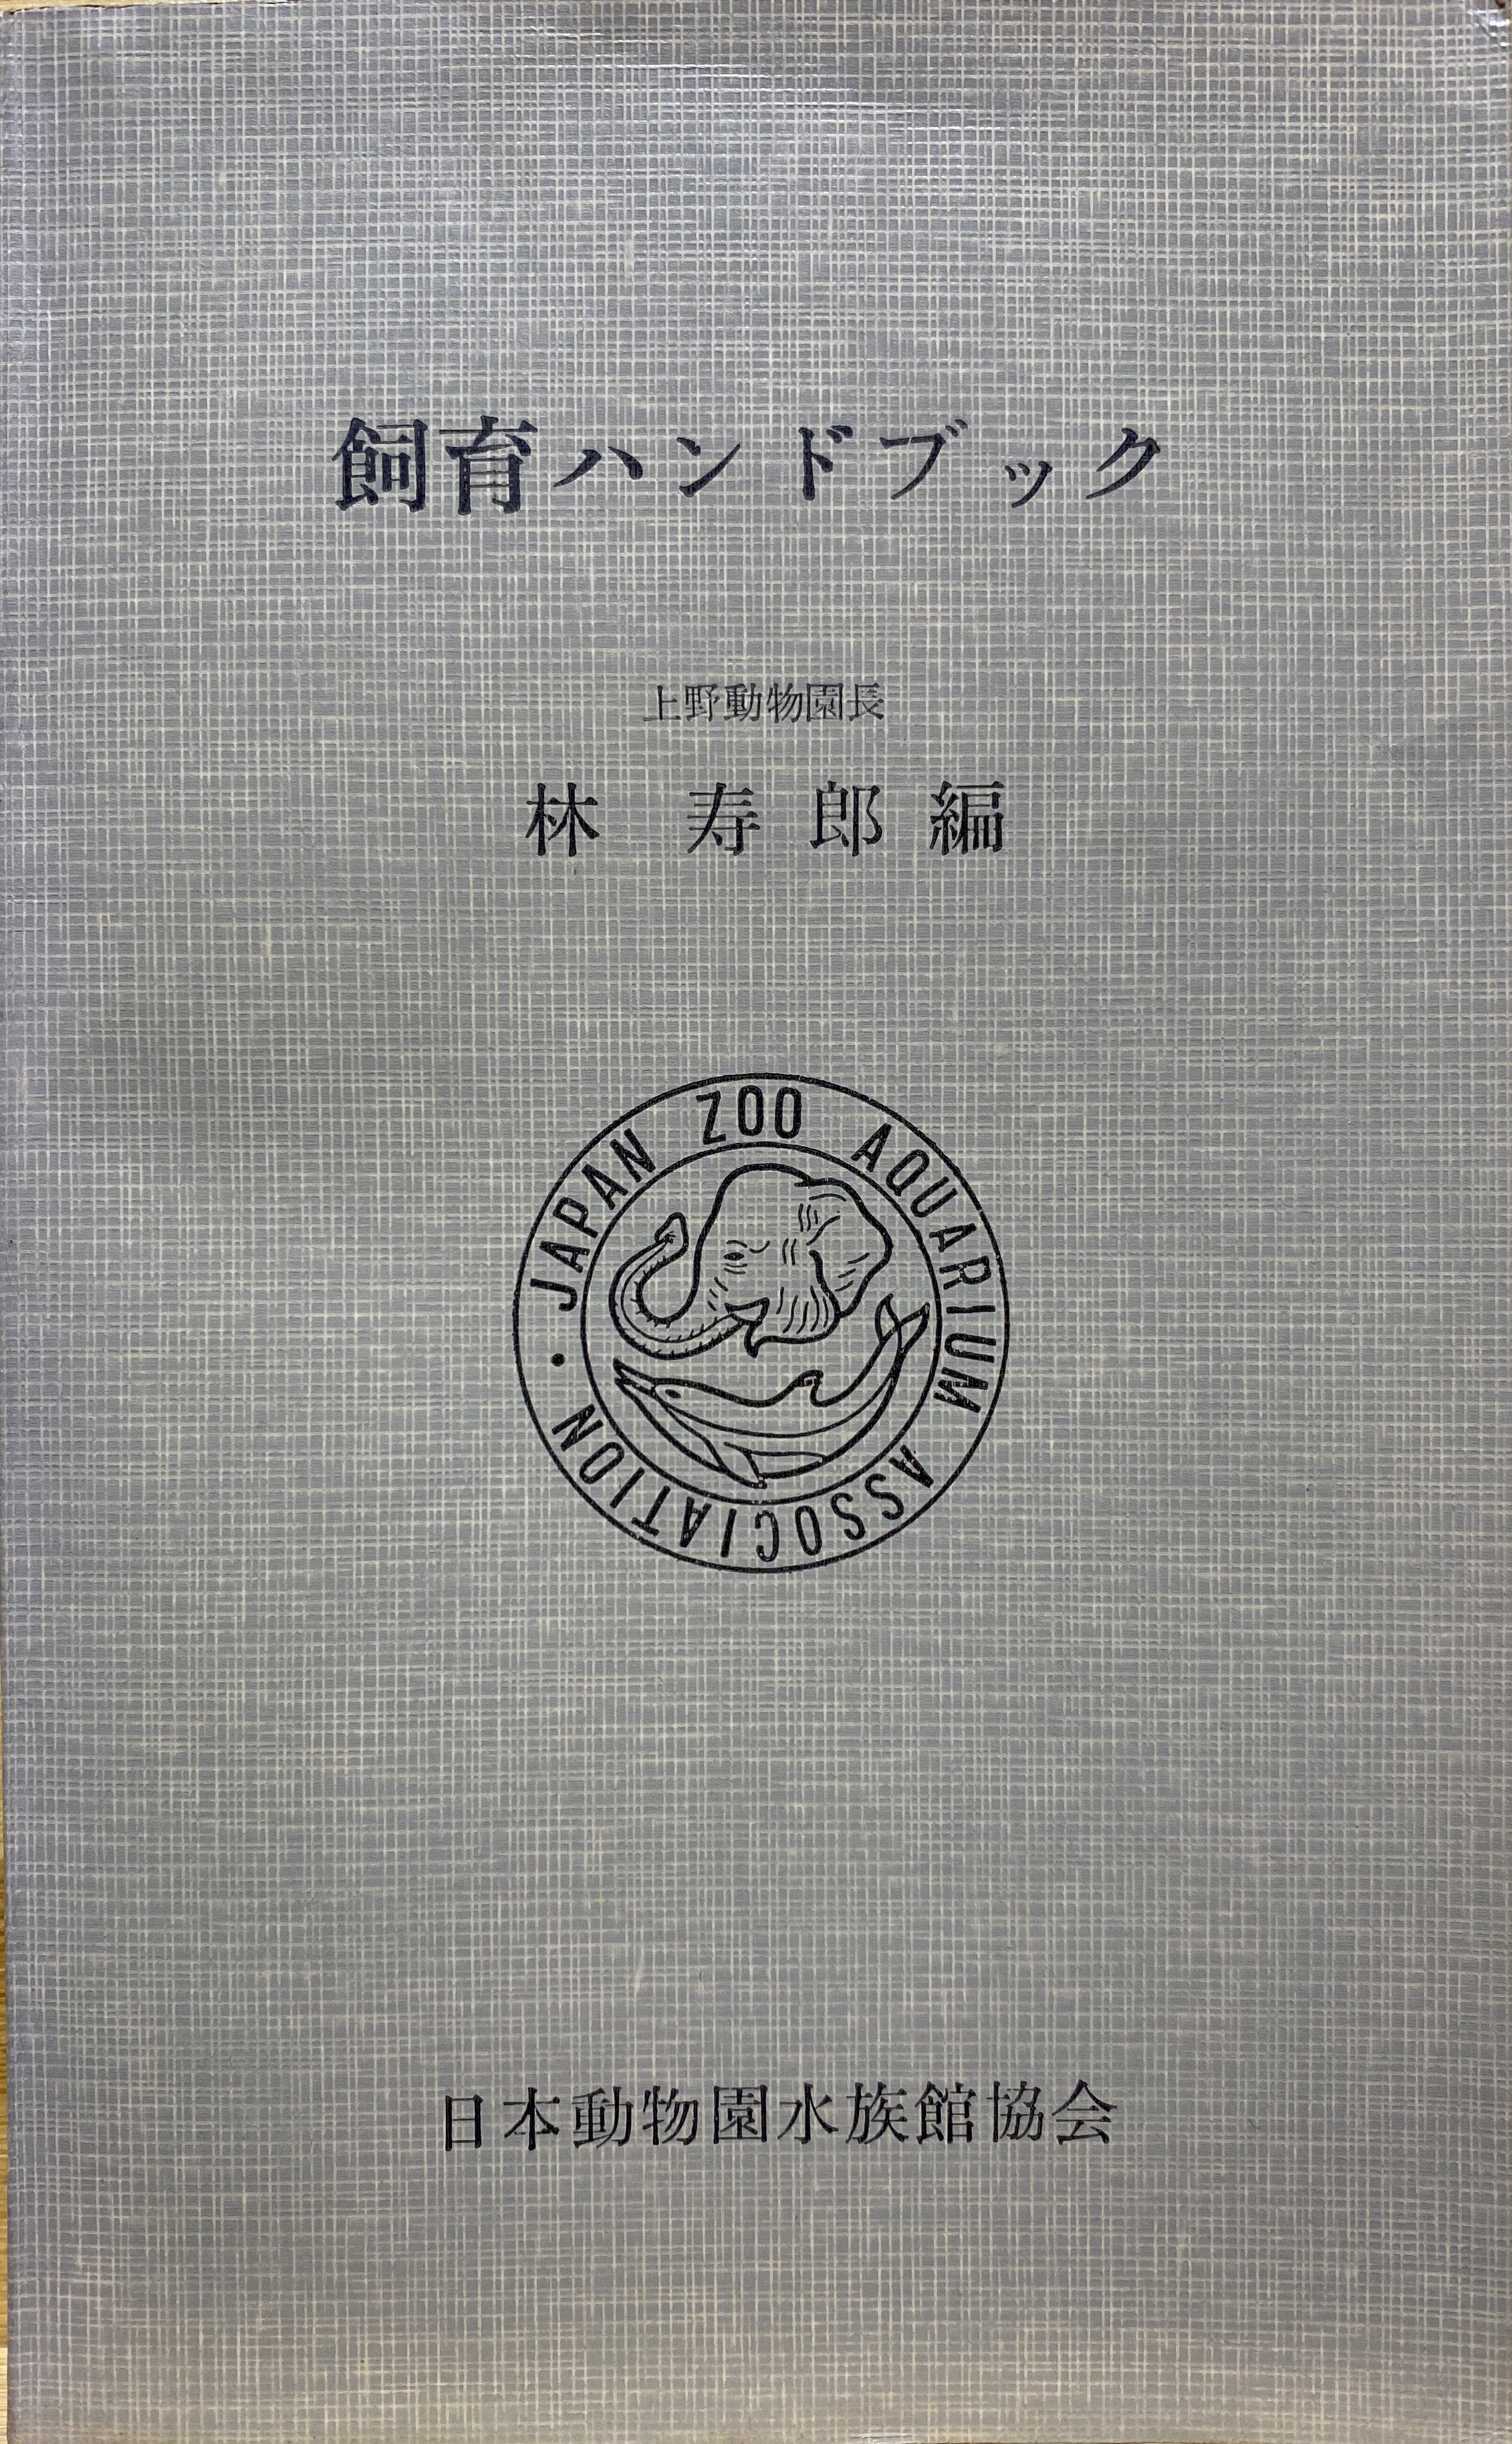 飼育ハンドブック
上野動物園長
林 寿郎編
JAPAN ZOO AQUARIUM ASSOCIATION・
日本動物園水族館協会